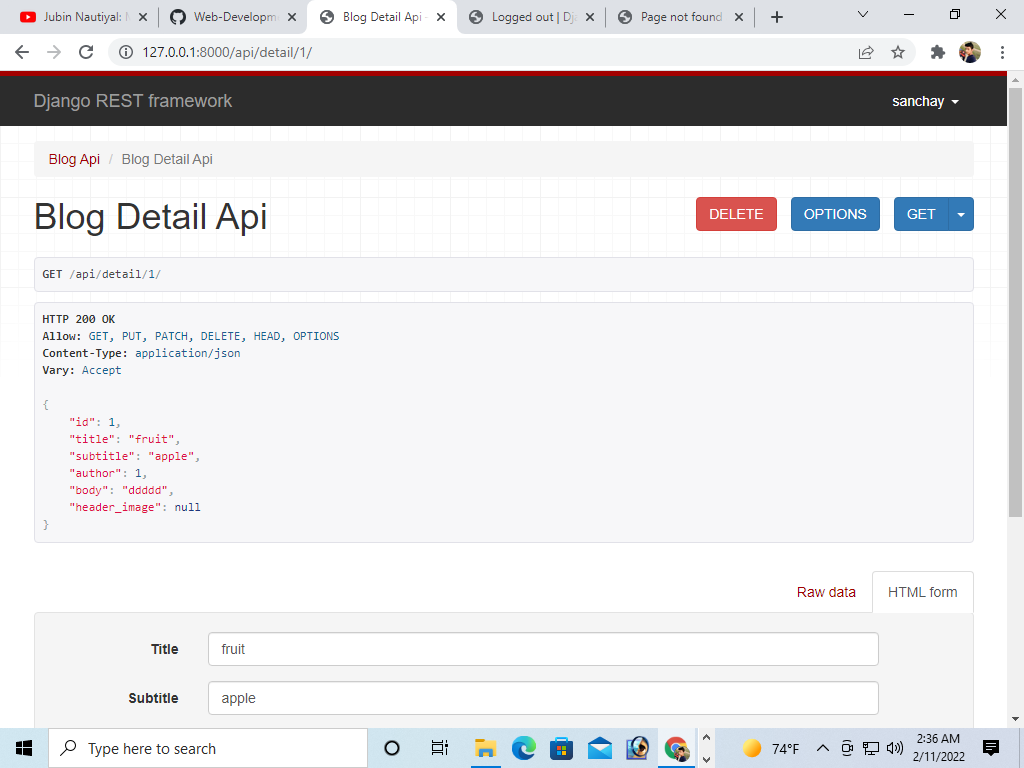 Jubin Nautiyal:
Web-Developm
Blog Detail Api
Logged out | Dj
Page not found
127.0.0.1:8000/api/detail/1/
Django REST framework
sanchay
Blog Api / Blog Detail Api
Blog Detail Api
DELETE
OPTIONS
GET
GET /api/detail/1/
HTTP 200 OK
Allow: GET, PUT, PATCH, DELETE, HEAD, OPTIONS
Content-Type: application/json
Vary: Accept
{
"id": 1,
"title": "fruit",
"subtitle": "apple",
"author": 1,
"body": "ddddd",
"header_image": null
}
Raw data
HTML form
Title
fruit
Subtitle
apple
Type here to search
74°F
2:36 AM
2/11/2022